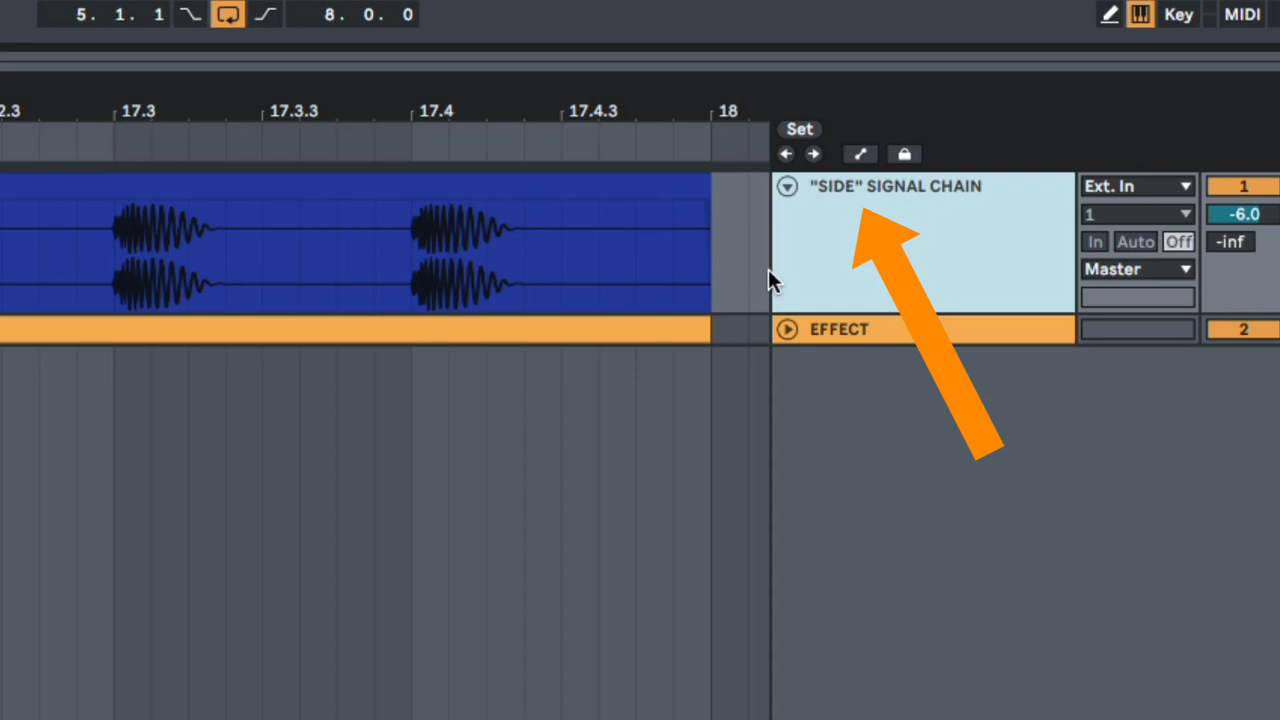 5. 1. 1 8. 0. 0 Key MIDI
2.3 17.3 17.3.3 17.4 17.4.3 18
Set
"SIDE" SIGNAL CHAIN Ext. In 1
1 -6.0
In Auto Off -inf
Master
EFFECT 2